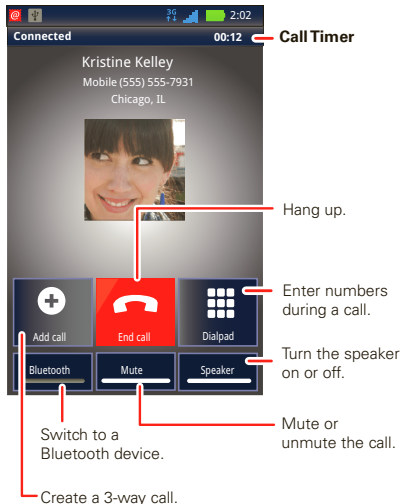 @ 3G 2:02
Connected 00:12
Call Timer
Kristine Kelley
Mobile (555) 555-7931
Chicago, IL
Hang up.
Add call
End call
Dialpad
Enter numbers
during a call.
Bluetooth
Mute
Speaker
Turn the speaker
on or off.
Switch to a
Bluetooth device.
Mute or
unmute the call.
Create a 3-way call.